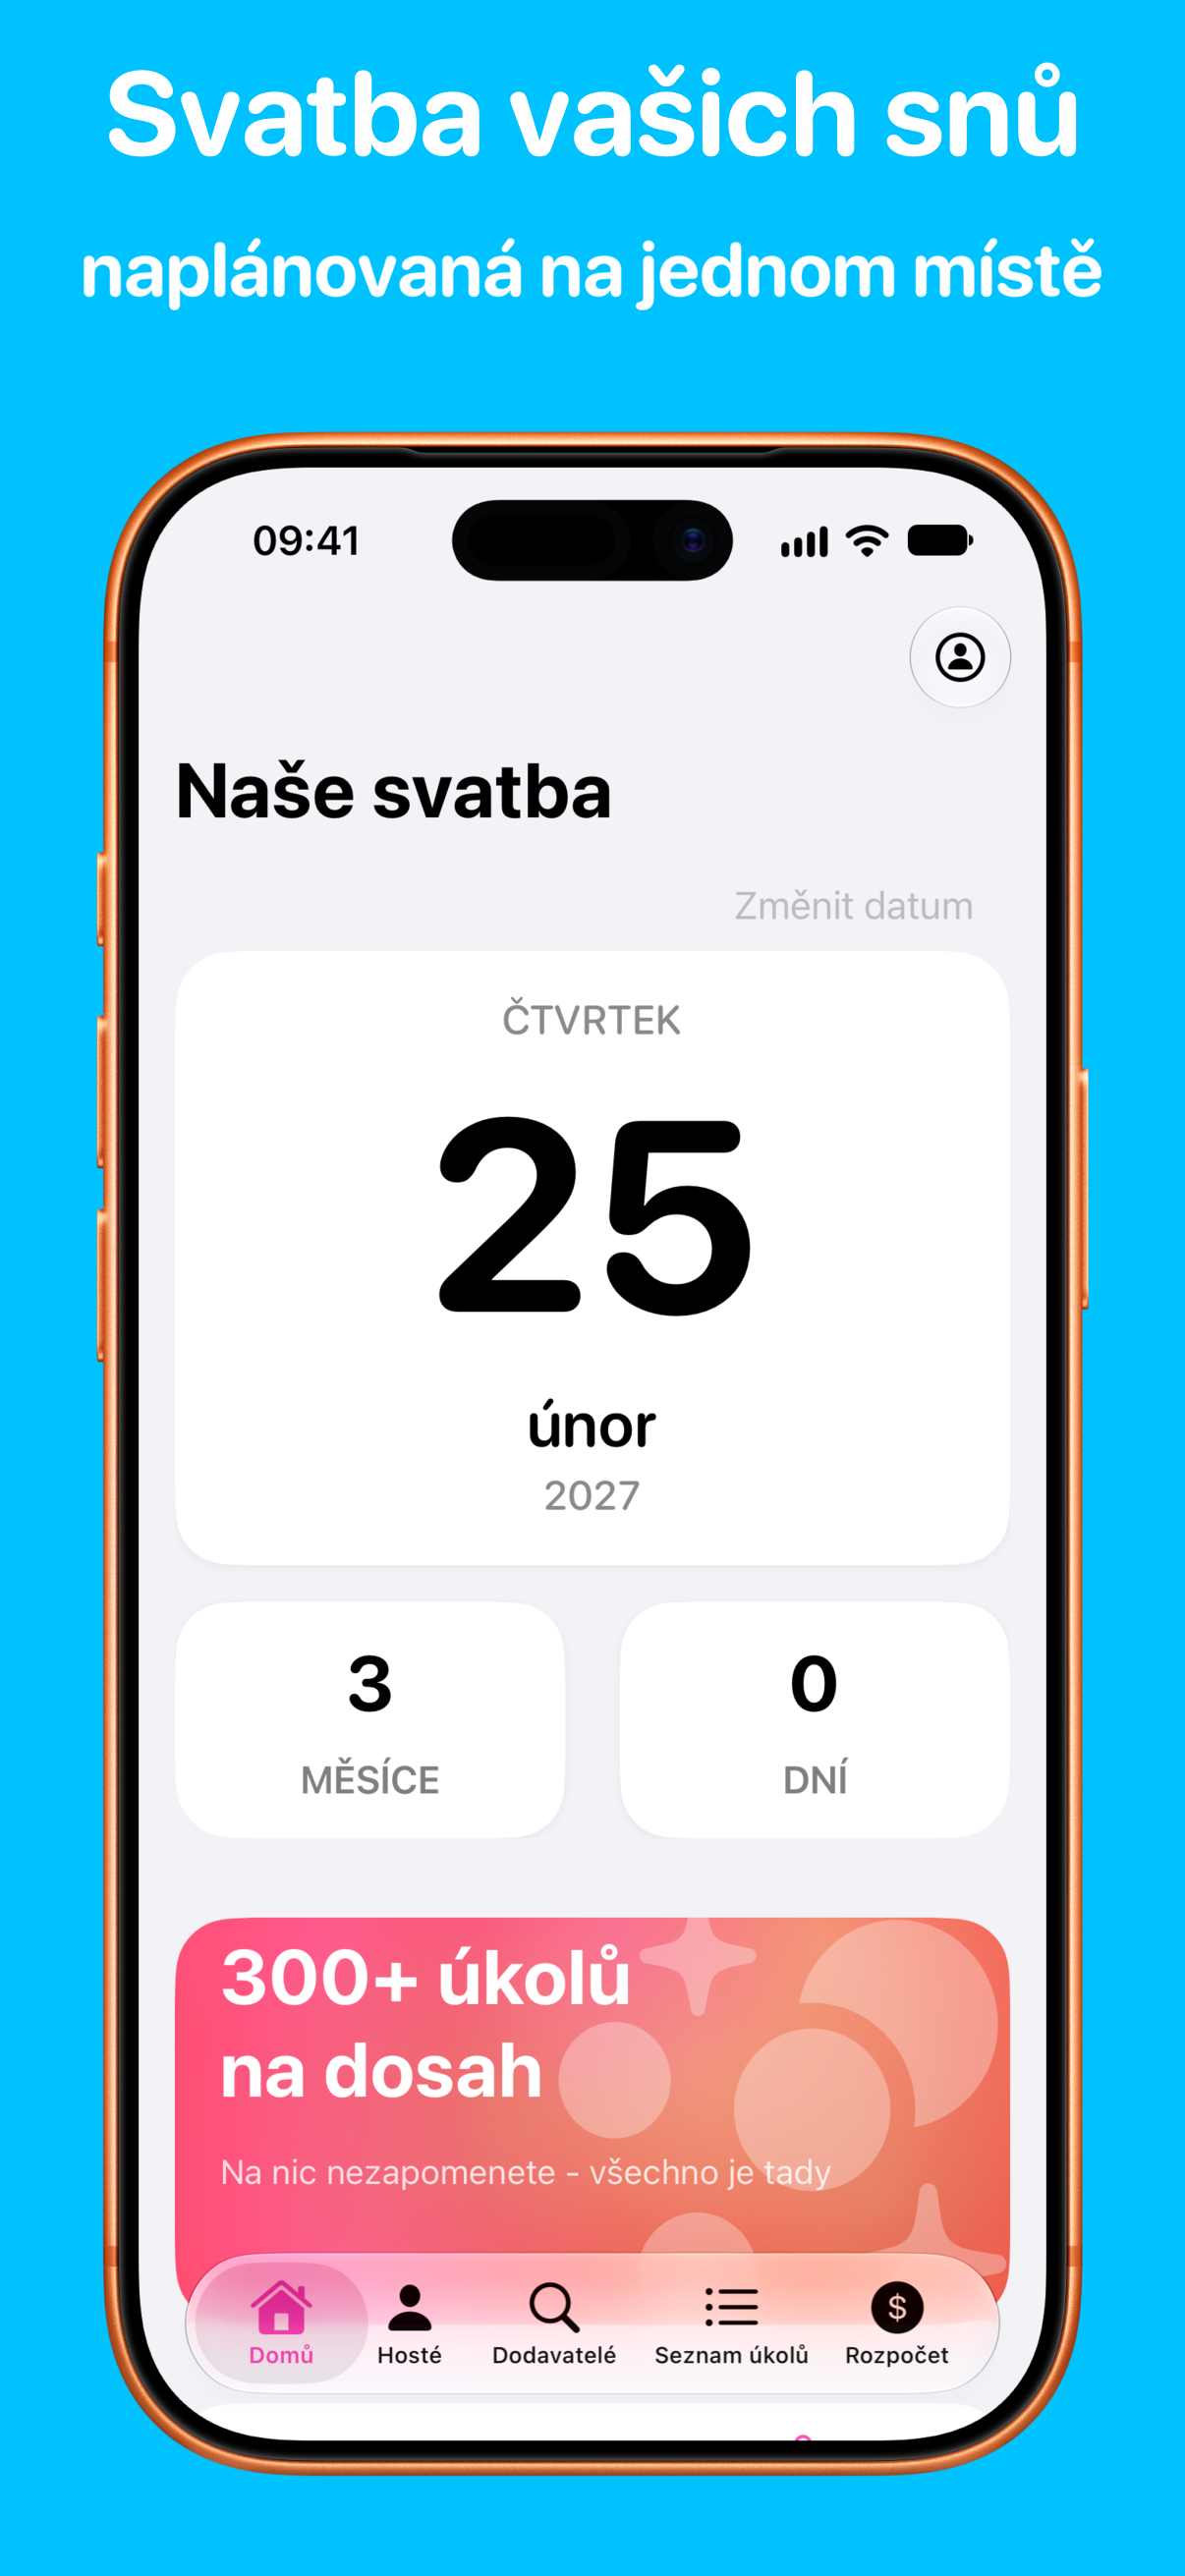 Svatba vašich snů
naplánovaná na jednom místě
09:41
Naše svatba
Změnit datum
ČTVRTEK
25
únor
2027
3
MĚSÍCE
0
DNÍ
300+ úkolů
na dosah
Na nic nezapomenete - všechno je tady
$
Domů
Hosté
Dodavatelé
Seznam úkolů
Rozpočet